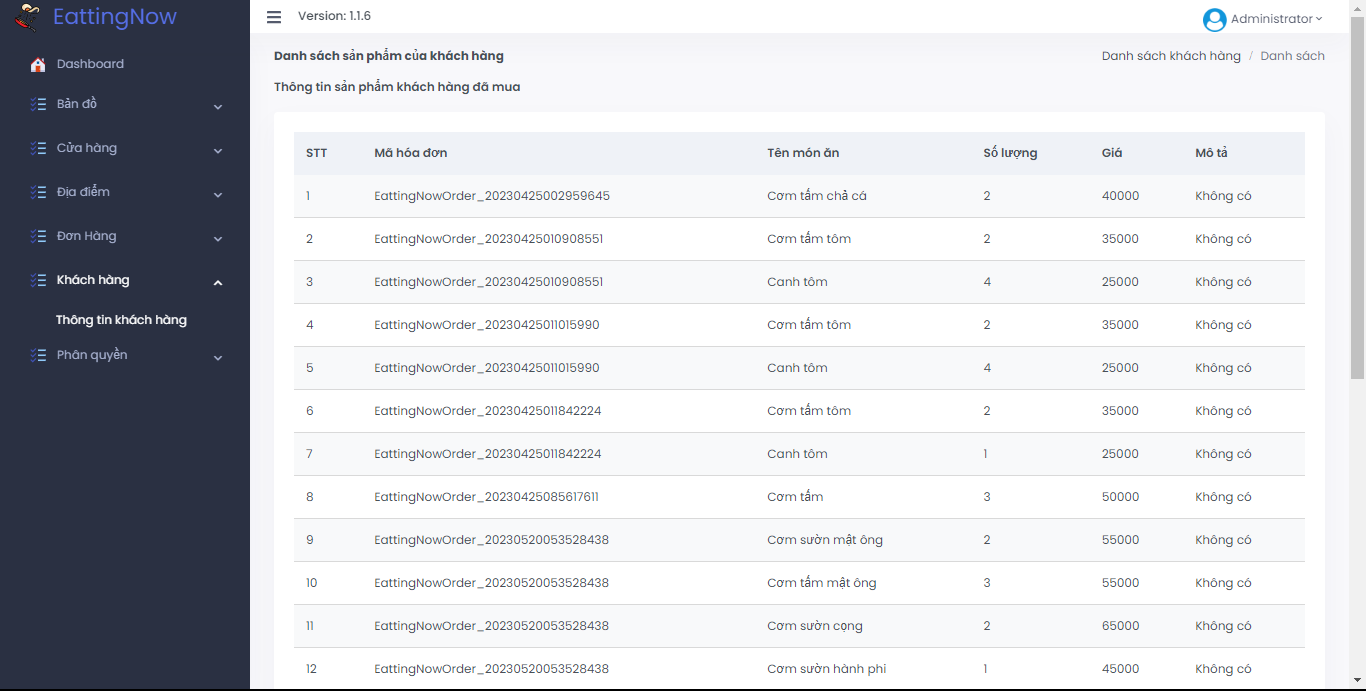 EattingNow
Version: 1.1.6
Administrator
Dashboard
Bản đồ
Cửa hàng
Địa điểm
Đơn Hàng
Khách hàng
Thông tin khách hàng
Phân quyền
Danh sách sản phẩm của khách hàng
Danh sách khách hàng / Danh sách
Thông tin sản phẩm khách hàng đã mua
STT Mã hóa đơn Tên món ăn Số lượng Giá Mô tả
1 EattingNowOrder_20230425002959645 Cơm tấm chả cá 2 40000 Không có
2 EattingNowOrder_20230425010908551 Cơm tấm tôm 2 35000 Không có
3 EattingNowOrder_20230425010908551 Canh tôm 4 25000 Không có
4 EattingNowOrder_20230425011015990 Cơm tấm tôm 2 35000 Không có
5 EattingNowOrder_20230425011015990 Canh tôm 4 25000 Không có
6 EattingNowOrder_20230425011842224 Cơm tấm tôm 2 35000 Không có
7 EattingNowOrder_20230425011842224 Canh tôm 1 25000 Không có
8 EattingNowOrder_20230425085617611 Cơm tấm 3 50000 Không có
9 EattingNowOrder_20230520053528438 Cơm sườn mật ông 2 55000 Không có
10 EattingNowOrder_20230520053528438 Cơm tấm mật ông 3 55000 Không có
11 EattingNowOrder_20230520053528438 Cơm sườn cọng 2 65000 Không có
12 EattingNowOrder_20230520053528438 Cơm sườn hành phi 1 45000 Không có